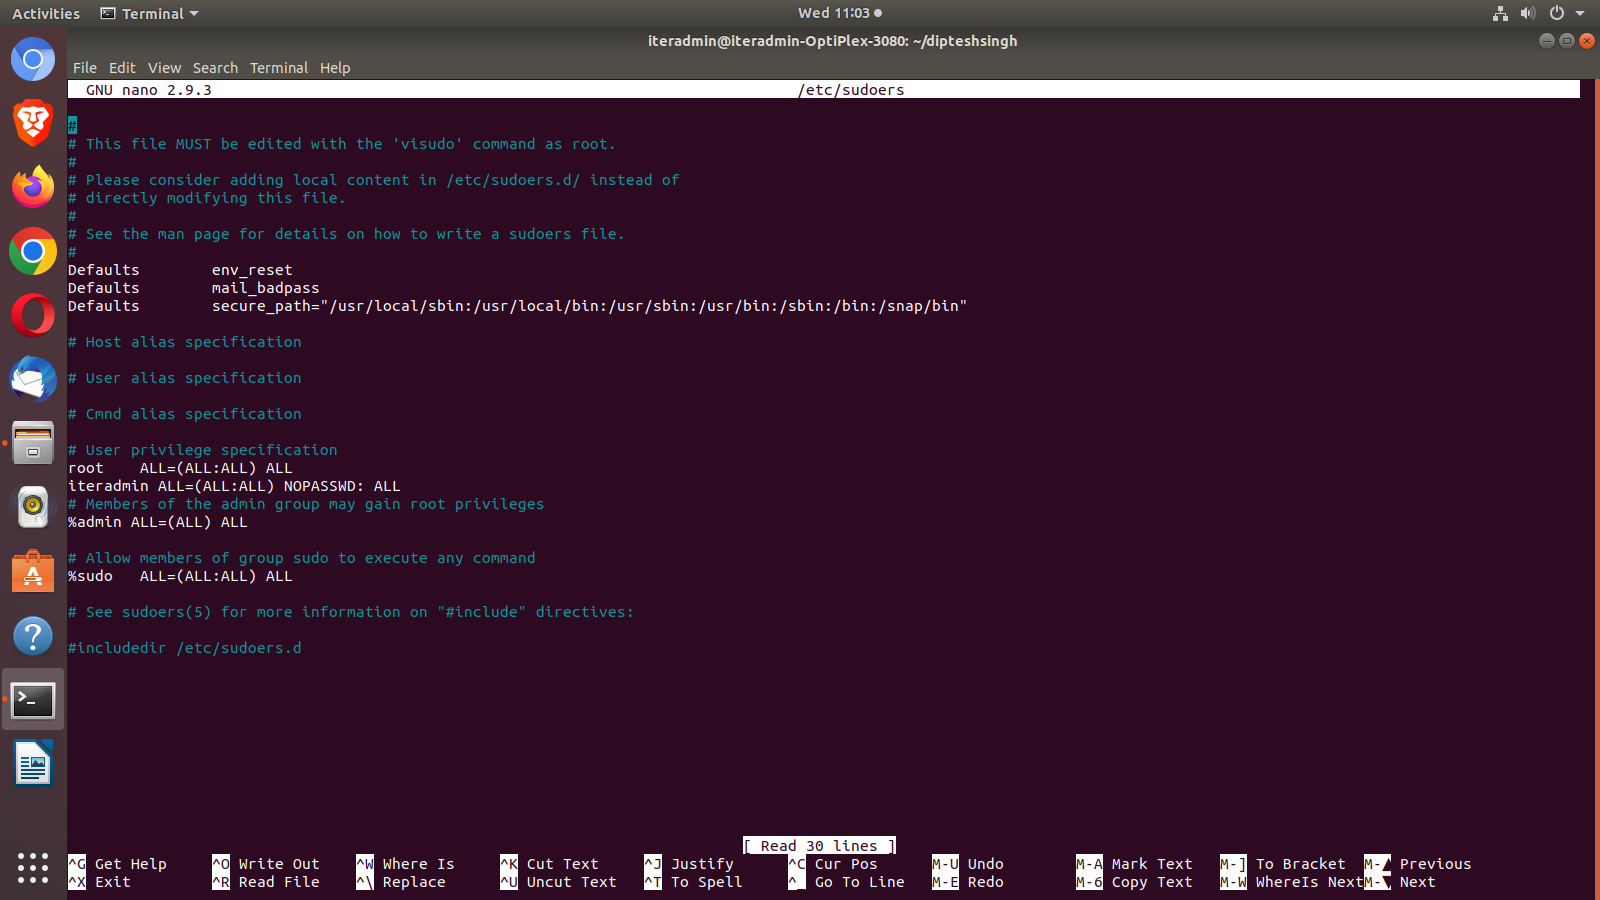 Activities Terminal Wed 11:03
iteradmin@iteradmin-OptiPlex-3080: ~/dipteshsingh
File Edit View Search Terminal Help
GNU nano 2.9.3 /etc/sudoers
#
# This file MUST be edited with the 'visudo' command as root.
#
# Please consider adding local content in /etc/sudoers.d/ instead of
# directly modifying this file.
#
# See the man page for details on how to write a sudoers file.
#
Defaults env_reset
Defaults mail_badpass
Defaults secure_path="/usr/local/sbin:/usr/local/bin:/usr/sbin:/usr/bin:/sbin:/bin:/snap/bin"
# Host alias specification
# User alias specification
# Cmnd alias specification
# User privilege specification
root ALL=(ALL:ALL) ALL
iteradmin ALL=(ALL:ALL) NOPASSWD: ALL
# Members of the admin group may gain root privileges
%admin ALL=(ALL) ALL
# Allow members of group sudo to execute any command
%sudo ALL=(ALL:ALL) ALL
# See sudoers(5) for more information on "#include" directives:
#includedir /etc/sudoers.d
[ Read 30 lines ]
^G Get Help ^O Write Out ^W Where Is ^K Cut Text ^J Justify ^C Cur Pos M-U Undo M-A Mark Text M-] To Bracket M-▲ Previous
^X Exit ^R Read File ^\ Replace ^U Uncut Text ^T To Spell ^_ Go To Line M-E Redo M-6 Copy Text M-W WhereIs Next M-▼ Next